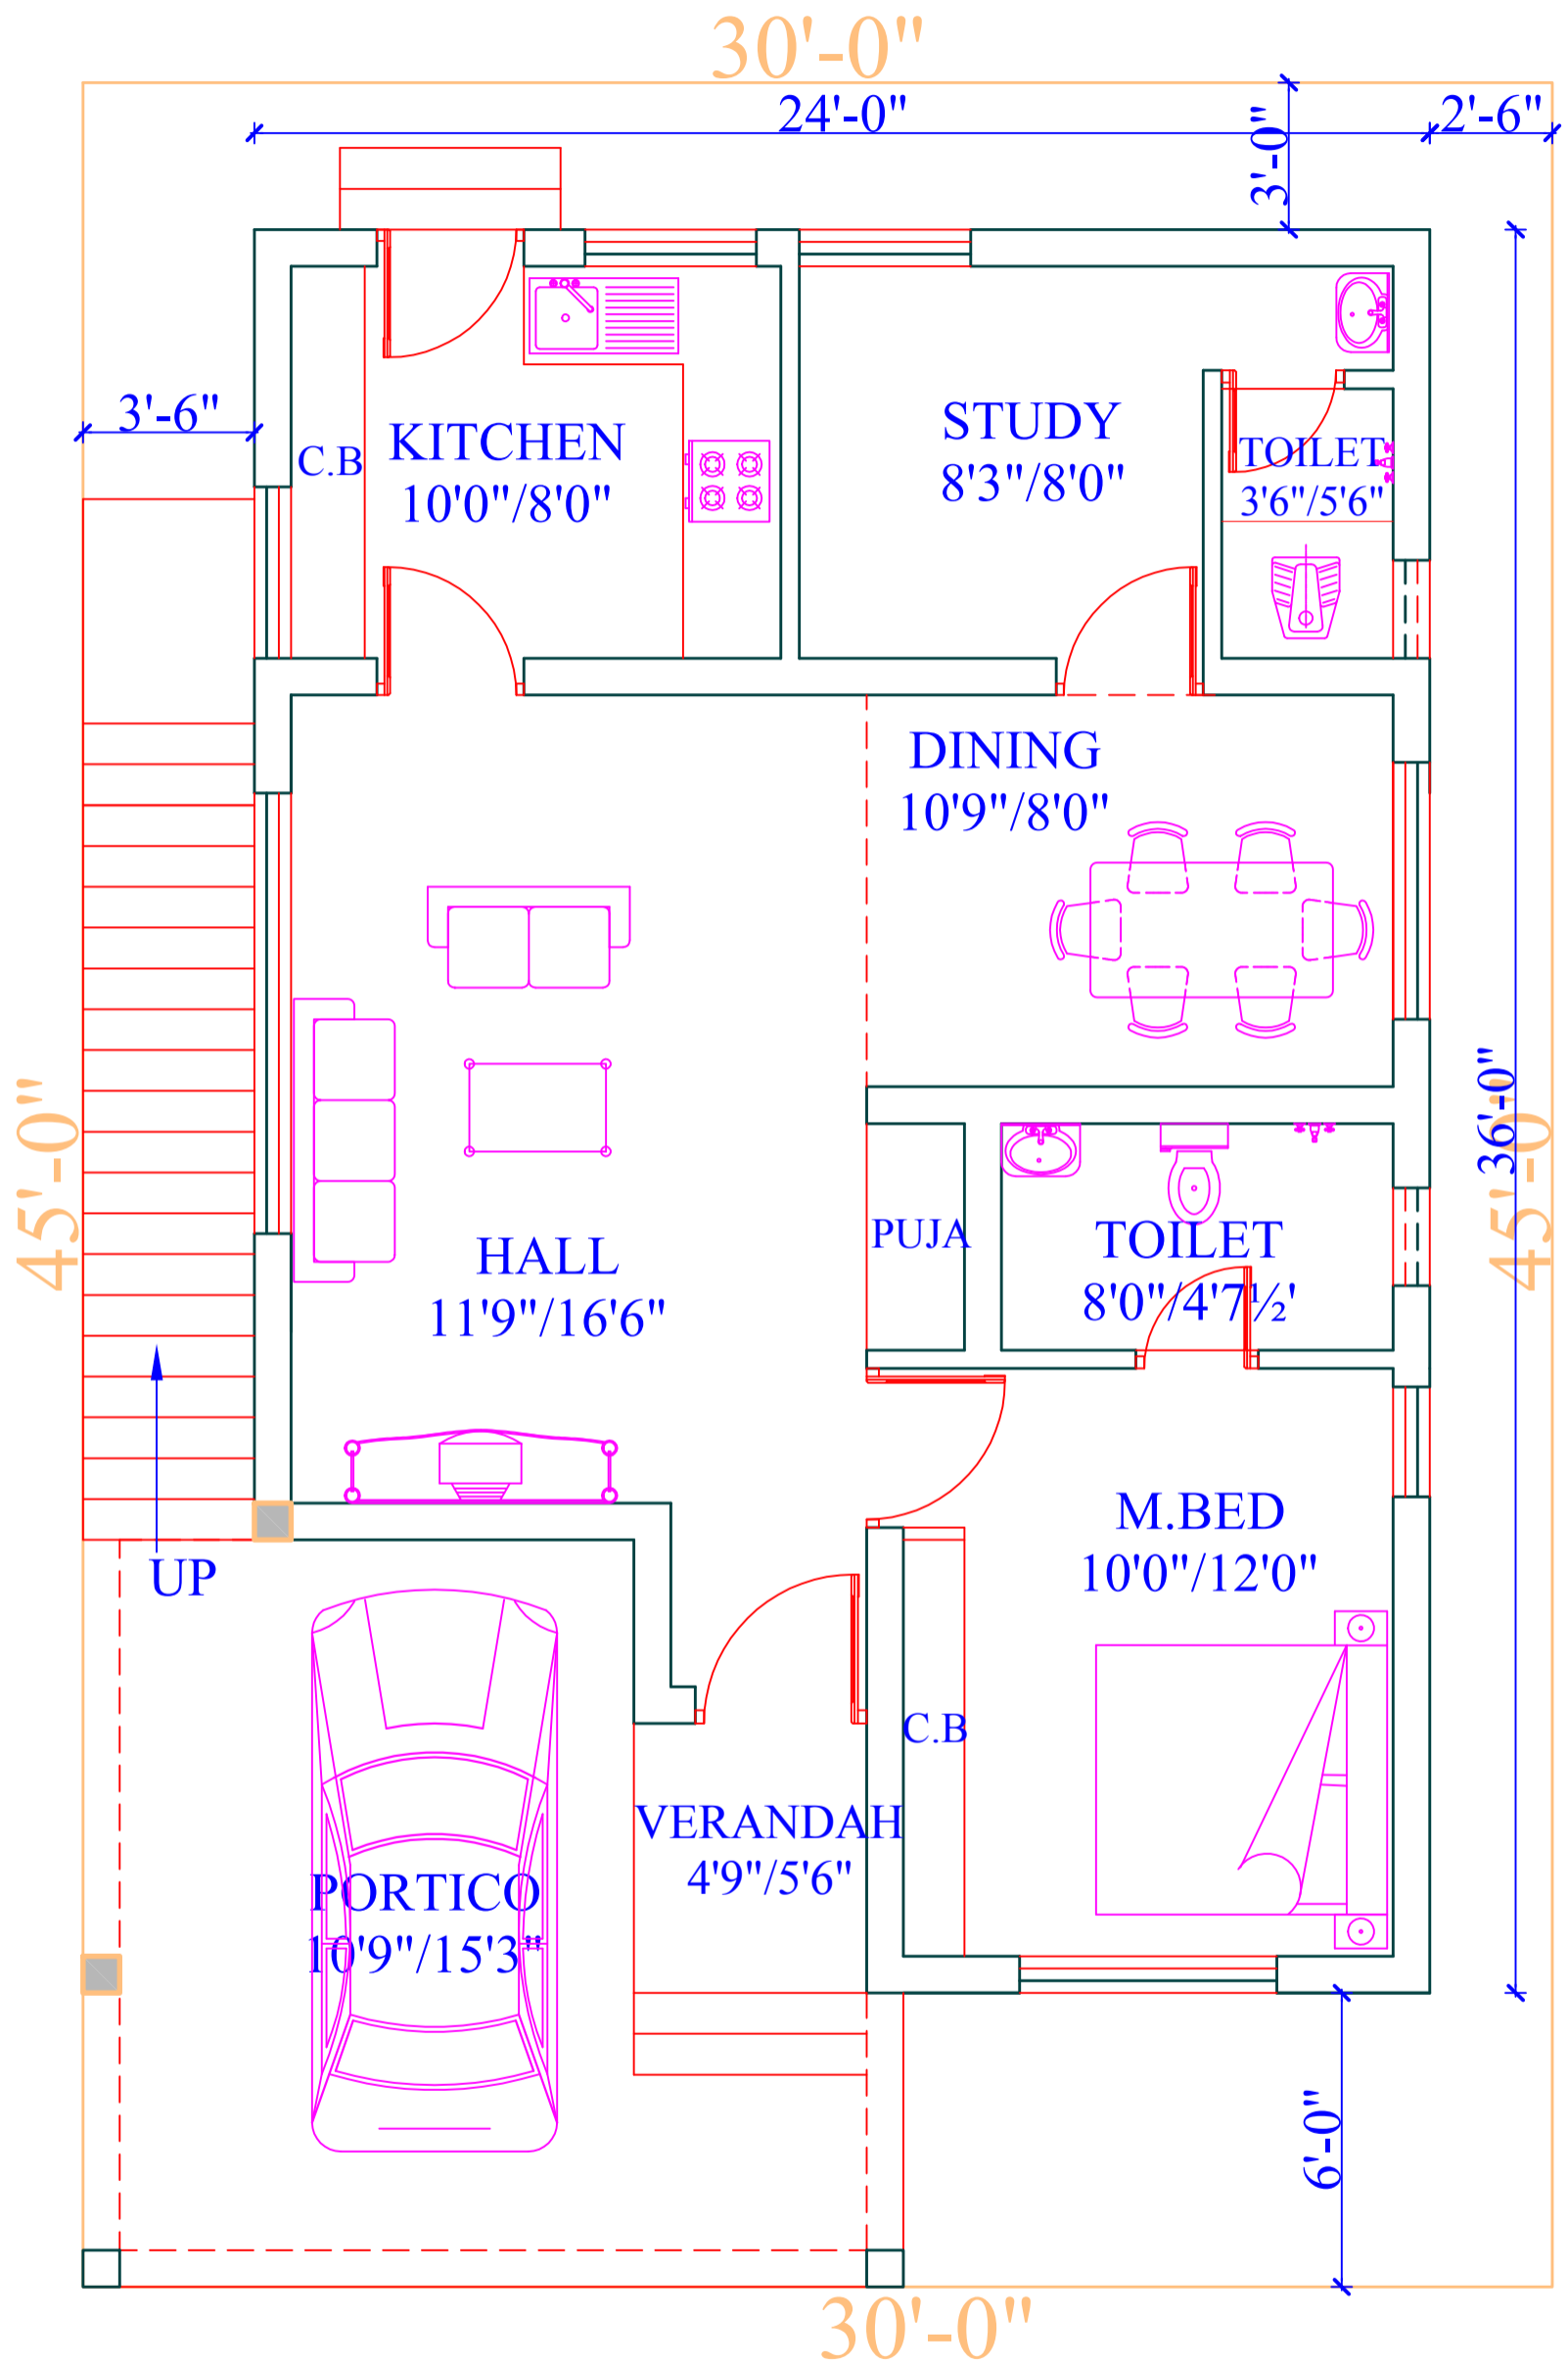 30'-0"
24'-0"
2'-6"
3'-0"
3'-6"
C.B
KITCHEN
10'0"/8'0"
STUDY
8'3"/8'0"
TOILET
3'6"/5'6"
DINING
10'9"/8'0"
45'-0"
45'-0"
36'-0"
HALL
11'9"/16'6"
PUJA
TOILET
8'0"/4'7½'
UP
M.BED
10'0"/12'0"
C.B
VERANDAH
4'9"/5'6"
PORTICO
10'9"/15'3"
6'-0"
30'-0"